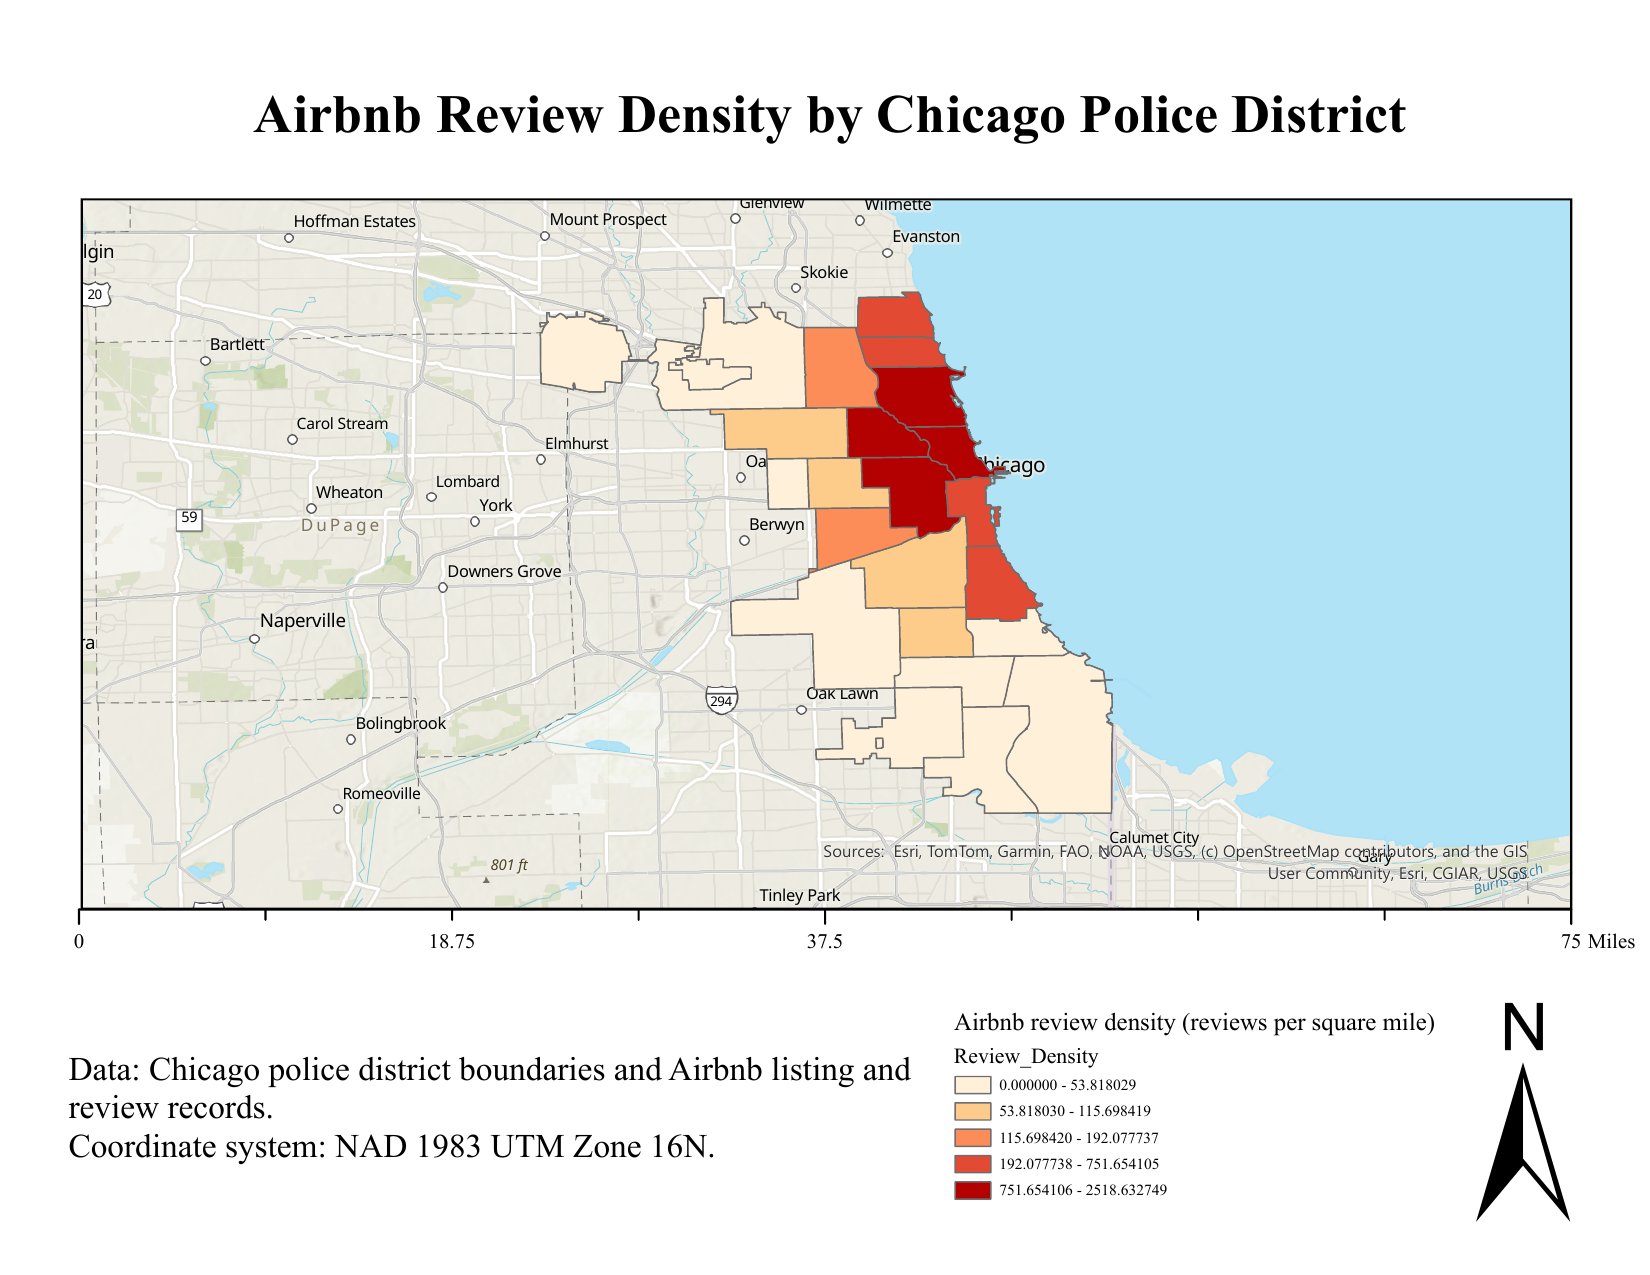 Airbnb Review Density by Chicago Police District
Glenview
Wilmette
Hoffman Estates
Mount Prospect
Evanston
lgin
Skokie
20
Bartlett
Carol Stream
Elmhurst
Oa
Chicago
Lombard
Wheaton
York
59
DuPage
Berwyn
Downers Grove
Naperville
ra
294
Oak Lawn
Bolingbrook
Romeoville
Calumet City
Sources: Esri, TomTom, Garmin, FAO, NOAA, USGS, (c) OpenStreetMap contributors, and the GIS
User Community, Esri, CGIAR, USGS
Gary
801 ft
Burns Ditch
Tinley Park
0
18.75
37.5
75 Miles
Data: Chicago police district boundaries and Airbnb listing and
review records.
Coordinate system: NAD 1983 UTM Zone 16N.
Airbnb review density (reviews per square mile)
Review_Density
0.000000 - 53.818029
53.818030 - 115.698419
115.698420 - 192.077737
192.077738 - 751.654105
751.654106 - 2518.632749
N